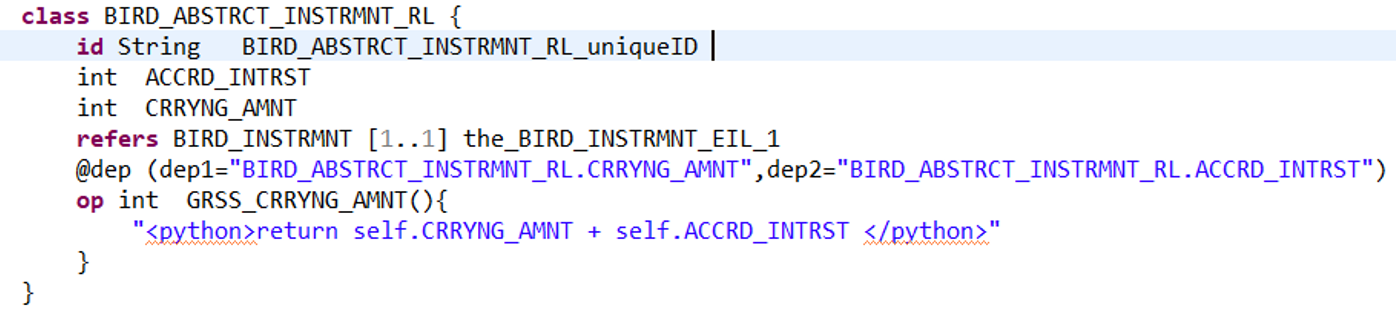 class BIRD_ABSTRCT_INSTRMNT_RL {
id String BIRD_ABSTRCT_INSTRMNT_RL_uniqueID
int ACCRD_INTRST
int CRRYNG_AMNT
refers BIRD_INSTRMNT [1..1] the_BIRD_INSTRMNT_EIL_1
@dep (dep1="BIRD_ABSTRCT_INSTRMNT_RL.CRRYNG_AMNT",dep2="BIRD_ABSTRCT_INSTRMNT_RL.ACCRD_INTRST")
op int GRSS_CRRYNG_AMNT(){
"<python>return self.CRRYNG_AMNT + self.ACCRD_INTRST </python>"
}
}